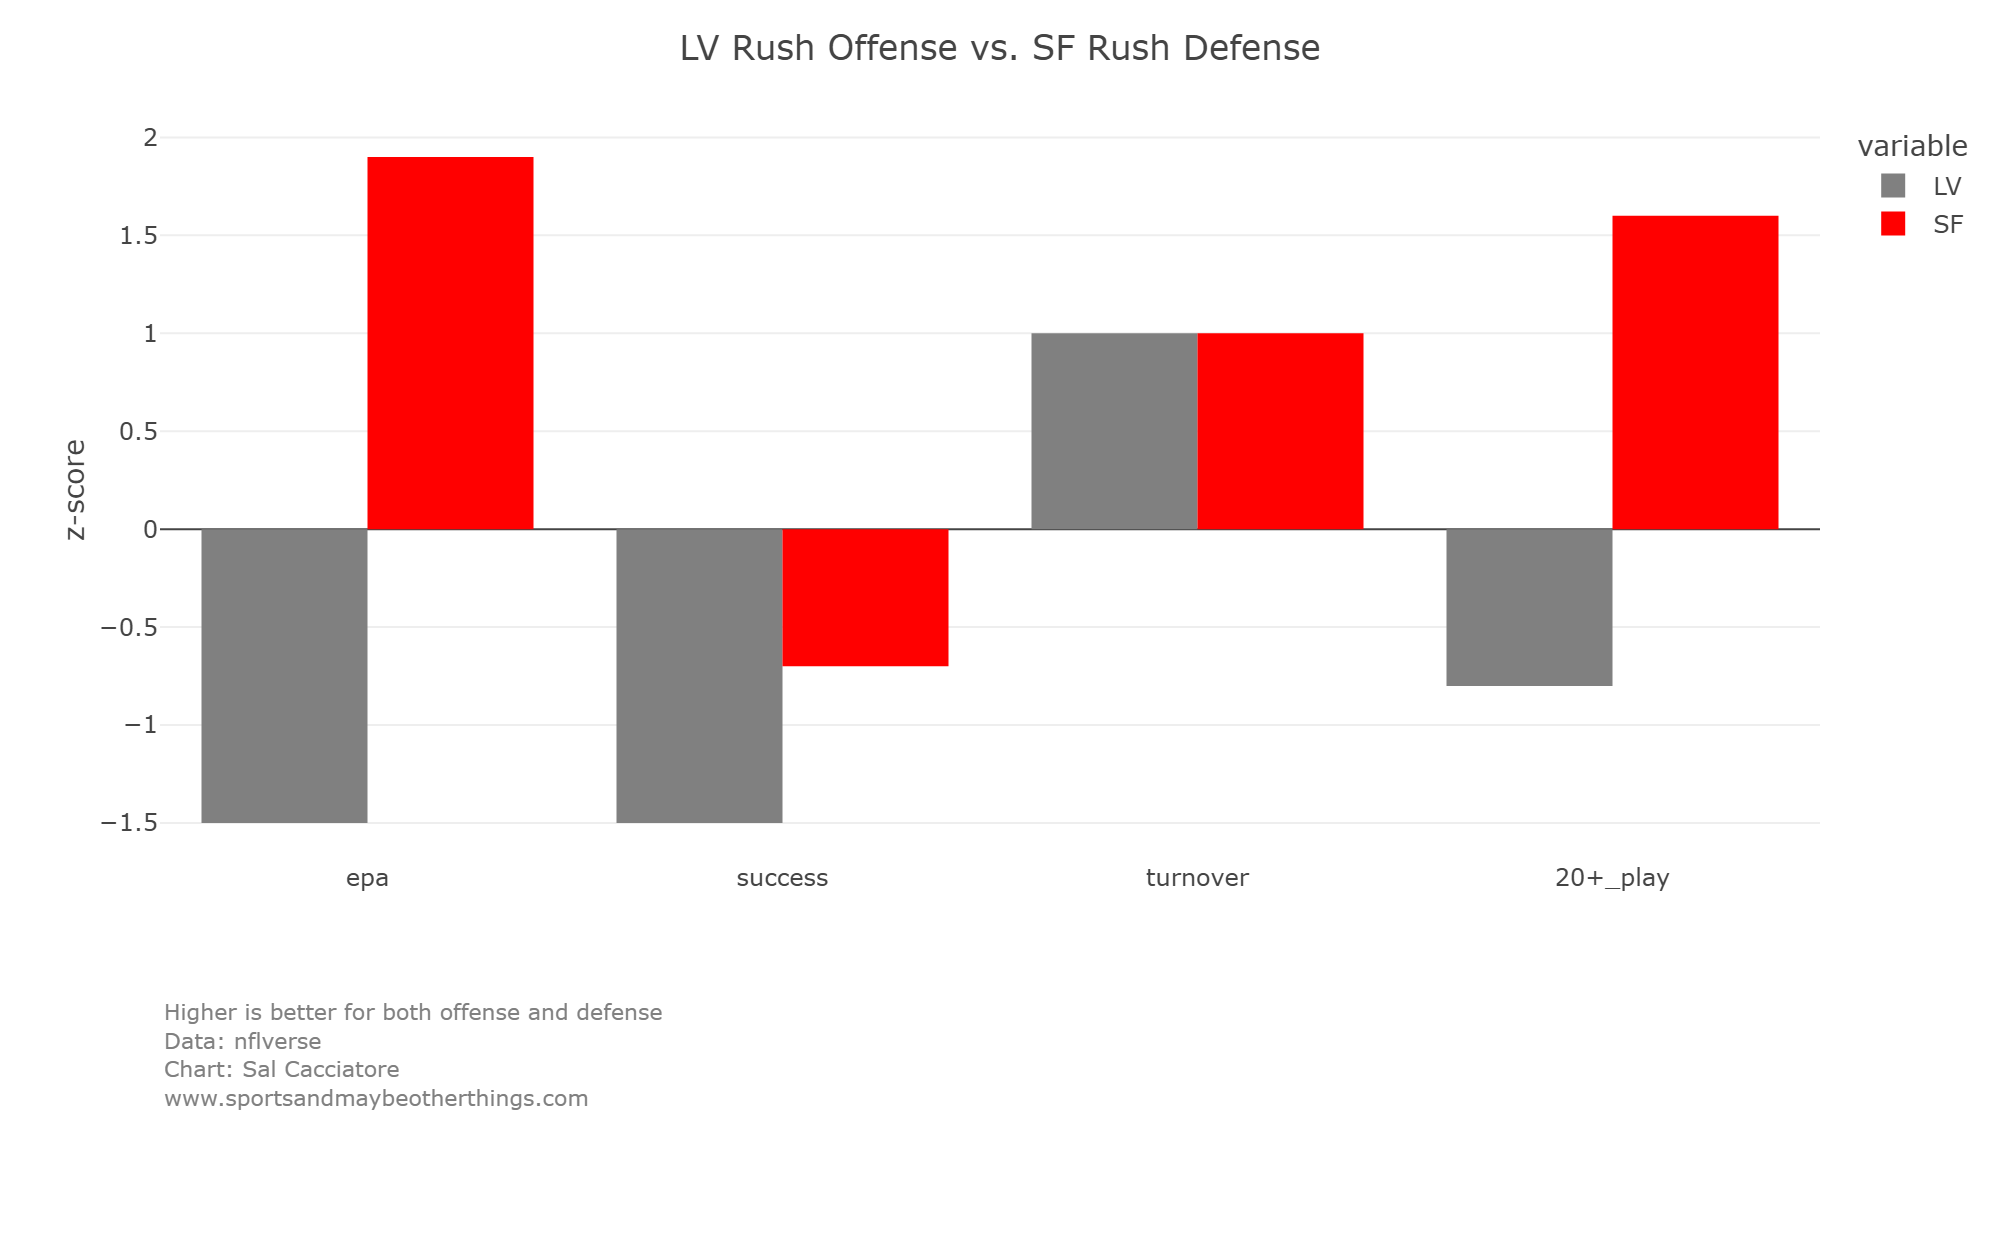 LV Rush Offense vs. SF Rush Defense
variable
LV
SF
z-score
2
1.5
1
0.5
0
−0.5
−1
−1.5
epa
success
turnover
20+_play
Higher is better for both offense and defense
Data: nflverse
Chart: Sal Cacciatore
www.sportsandmaybeotherthings.com